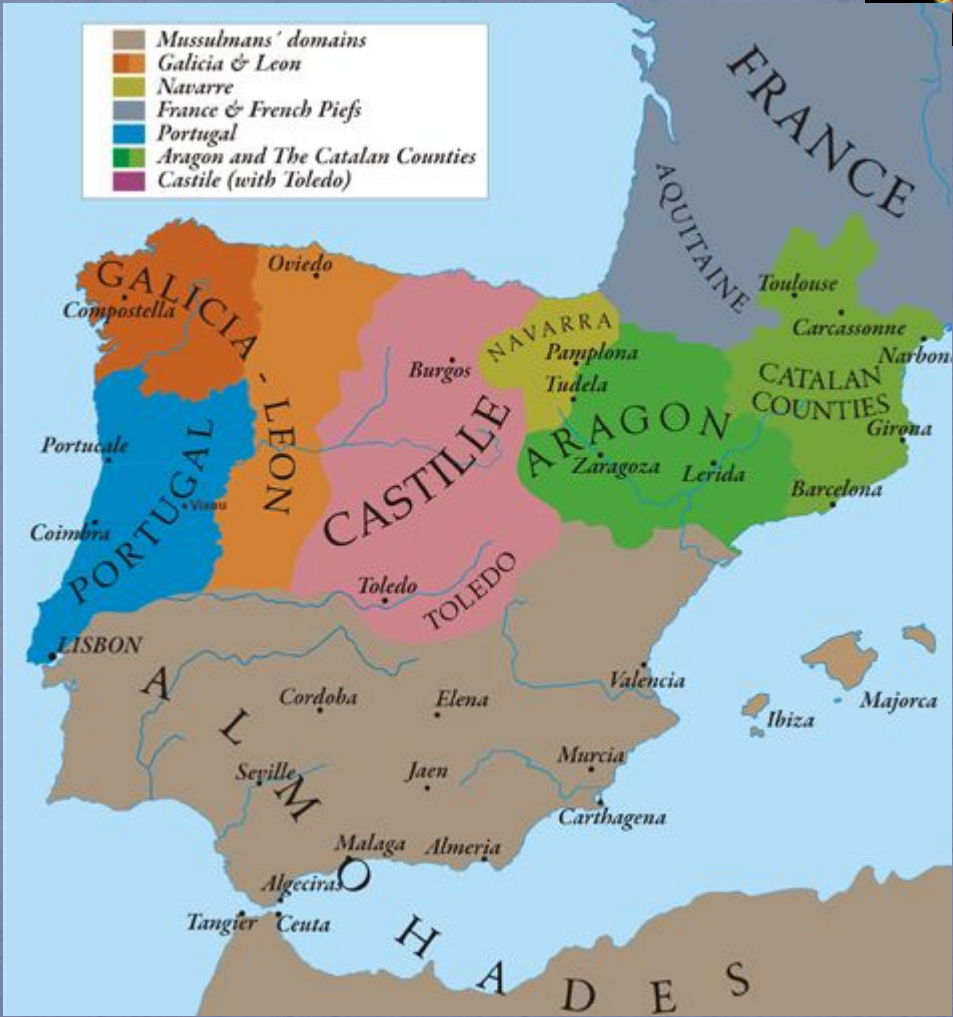 Mussulmans´ domains
Galicia & Leon
Navarre
France & French Piefs
Portugal
Aragon and The Catalan Counties
Castile (with Toledo)
FRANCE
AQUITAINE
GALICIA - LEON
Oviedo
Compostella
NAVARRA
Pamplona
Tudela
Burgos
Toulouse
Carcassonne
Narbon
CATALAN
COUNTIES
Girona
Barcelona
ARAGON
Zaragoza
Lerida
CASTILLE
Toledo
TOLEDO
PORTUGAL
Portucale
Viseu
Coimbra
LISBON
ALMOHADES
Cordoba
Elena
Valencia
Majorca
Ibiza
Seville
Jaen
Murcia
Carthagena
Malaga
Almeria
Algeciras
Tangier
Ceuta